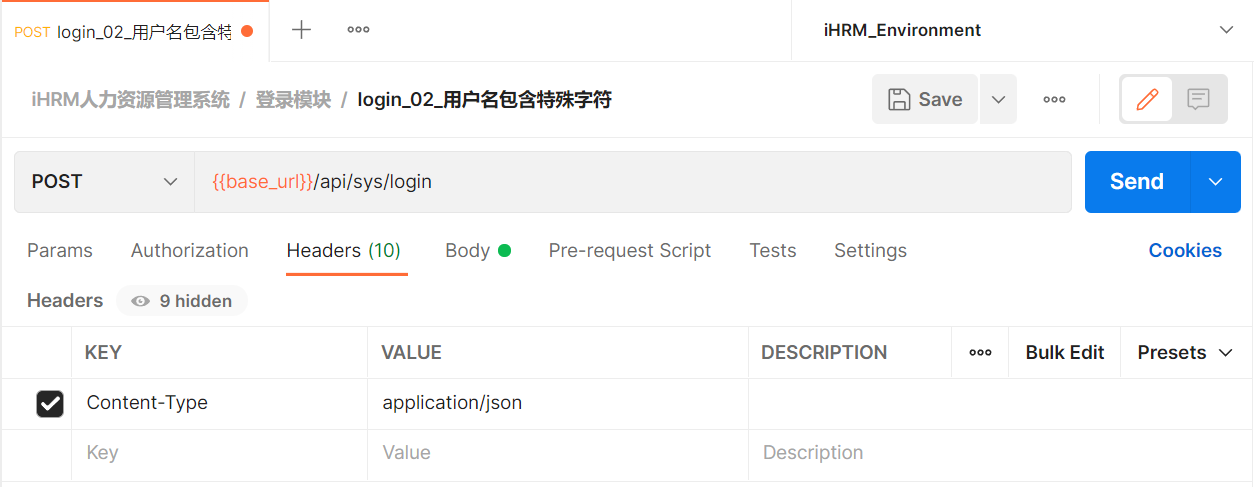 POST login_02_用户名包含特
iHRM_Environment
iHRM人力资源管理系统 / 登录模块 / login_02_用户名包含特殊字符
Save
POST {{base_url}}/api/sys/login Send
Params Authorization Headers (10) Body Pre-request Script Tests Settings Cookies
Headers 9 hidden
KEY VALUE DESCRIPTION Bulk Edit Presets
Content-Type application/json
Key Value Description